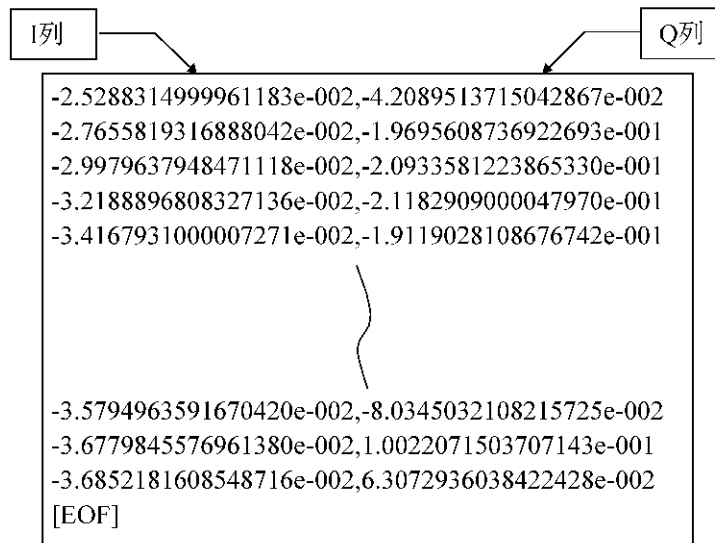 I列
Q列
-2.5288314999961183e-002,-4.2089513715042867e-002
-2.7655819316888042e-002,-1.9695608736922693e-001
-2.9979637948471118e-002,-2.0933581223865330e-001
-3.2188896808327136e-002,-2.1182909000047970e-001
-3.4167931000007271e-002,-1.9119028108676742e-001
-3.5794963591670420e-002,-8.0345032108215725e-002
-3.6779845576961380e-002,1.0022071503707143e-001
-3.6852181608548716e-002,6.3072936038422428e-002
[EOF]